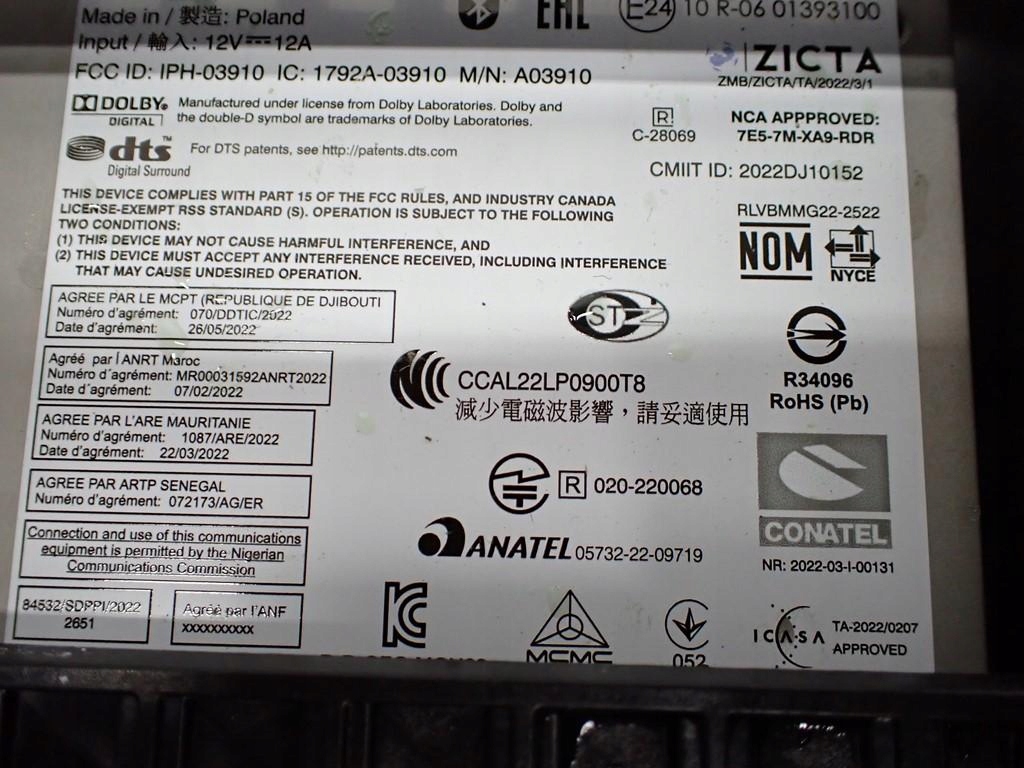 Made in / 製造: Poland
Input / 輸入: 12V⎓12A
EAC
E24 10 R-06 01393100
ZICTA
ZMB/ZICTA/TA/2022/3/1
FCC ID: IPH-03910 IC: 1792A-03910 M/N: A03910
DOLBY®
DIGITAL
Manufactured under license from Dolby Laboratories. Dolby and
the double-D symbol are trademarks of Dolby Laboratories.
R
C-28069
NCA APPPROVED:
7E5-7M-XA9-RDR
dts™
Digital Surround
For DTS patents, see http://patents.dts.com
CMIIT ID: 2022DJ10152
THIS DEVICE COMPLIES WITH PART 15 OF THE FCC RULES, AND INDUSTRY CANADA
LICENSE-EXEMPT RSS STANDARD (S). OPERATION IS SUBJECT TO THE FOLLOWING
TWO CONDITIONS:
(1) THIS DEVICE MAY NOT CAUSE HARMFUL INTERFERENCE, AND
(2) THIS DEVICE MUST ACCEPT ANY INTERFERENCE RECEIVED, INCLUDING INTERFERENCE
THAT MAY CAUSE UNDESIRED OPERATION.
RLVBMMG22-2522
NOM
NYCE
AGREE PAR LE MCPT (REPUBLIQUE DE DJIBOUTI
Numéro d'agrément: 070/DDTIC/2022
Date d'agrément: 26/05/2022
Agréé par l'ANRT Maroc
Numéro d'agrément: MR00031592ANRT2022
Date d'agrément: 07/02/2022
CCAL22LP0900T8
減少電磁波影響，請妥適使用
R34096
RoHS (Pb)
AGREE PAR L'ARE MAURITANIE
Numéro d'agrément: 1087/ARE/2022
Date d'agrément: 22/03/2022
AGREE PAR ARTP SENEGAL
Numéro d'agrément: 072173/AG/ER
R 020-220068
CONATEL
NR: 2022-03-I-00131
Connection and use of this communications
equipment is permitted by the Nigerian
Communications Commission
ANATEL 05732-22-09719
84532/SDPPI/2022
2651
Agréé par l'ANF
xxxxxxxxxx
MCMC
052
ICASA
TA-2022/0207
APPROVED